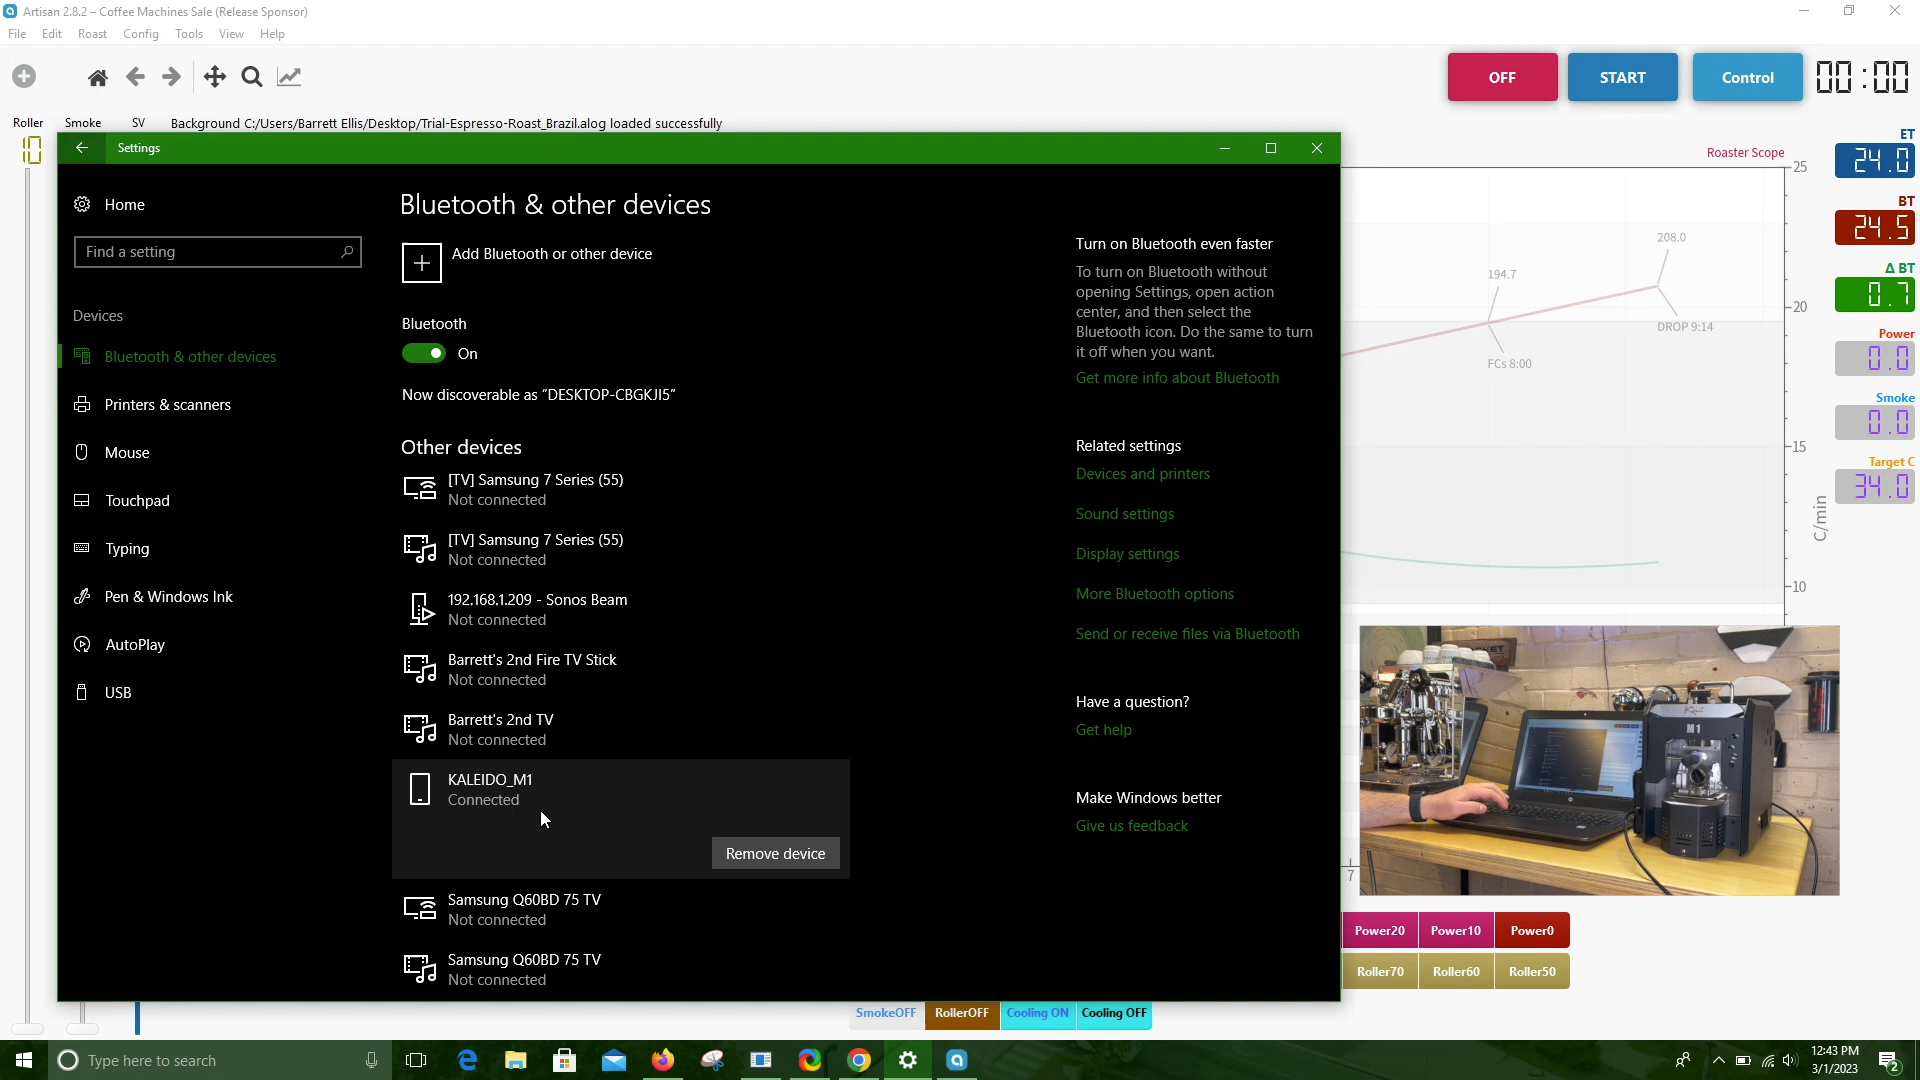 Artisan 2.8.2 – Coffee Machines Sale (Release Sponsor)
File Edit Roast Config Tools View Help
OFF START Control 00:00
Roller Smoke SV Background C:/Users/Barrett Ellis/Desktop/Trial-Espresso-Roast_Brazil.alog loaded successfully
10
Settings
Home
Find a setting
Devices
Bluetooth & other devices
Printers & scanners
Mouse
Touchpad
Typing
Pen & Windows Ink
AutoPlay
USB
Bluetooth & other devices
Add Bluetooth or other device
Bluetooth
On
Now discoverable as "DESKTOP-CBGKJI5"
Other devices
[TV] Samsung 7 Series (55)
Not connected
[TV] Samsung 7 Series (55)
Not connected
192.168.1.209 - Sonos Beam
Not connected
Barrett's 2nd Fire TV Stick
Not connected
Barrett's 2nd TV
Not connected
KALEIDO_M1
Connected
Remove device
Samsung Q60BD 75 TV
Not connected
Samsung Q60BD 75 TV
Not connected
Turn on Bluetooth even faster
To turn on Bluetooth without
opening Settings, open action
center, and then select the
Bluetooth icon. Do the same to turn
it off when you want.
Get more info about Bluetooth
Related settings
Devices and printers
Sound settings
Display settings
More Bluetooth options
Send or receive files via Bluetooth
Have a question?
Get help
Make Windows better
Give us feedback
Roaster Scope
25
208.0
194.7
20
DROP 9:14
FCs 8:00
15
C/min
10
7
ET
24.0
BT
24.5
Δ BT
0.7
Power
0.0
Smoke
0.0
Target C
34.0
M1
Power20 Power10 Power0
Roller70 Roller60 Roller50
SmokeOFF RollerOFF Cooling ON Cooling OFF
Type here to search
12:43 PM
3/1/2023
2